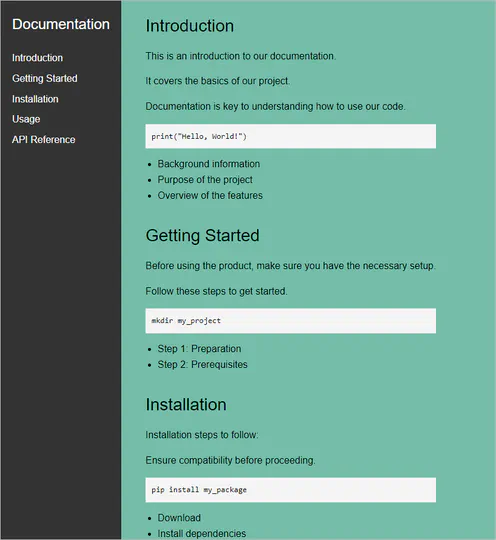 Documentation
Introduction
Getting Started
Installation
Usage
API Reference
Introduction
This is an introduction to our documentation.
It covers the basics of our project.
Documentation is key to understanding how to use our code.
print("Hello, World!")
Background information
Purpose of the project
Overview of the features
Getting Started
Before using the product, make sure you have the necessary setup.
Follow these steps to get started.
mkdir my_project
Step 1: Preparation
Step 2: Prerequisites
Installation
Installation steps to follow:
Ensure compatibility before proceeding.
pip install my_package
Download
Install dependencies